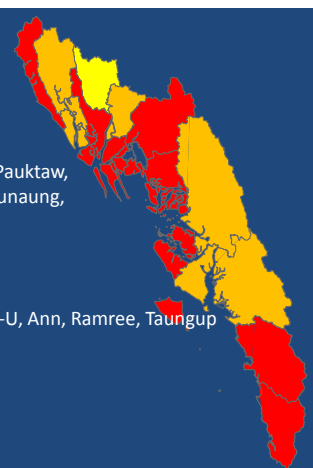 Pauktaw,
unaung,
-U, Ann, Ramree, Taungup